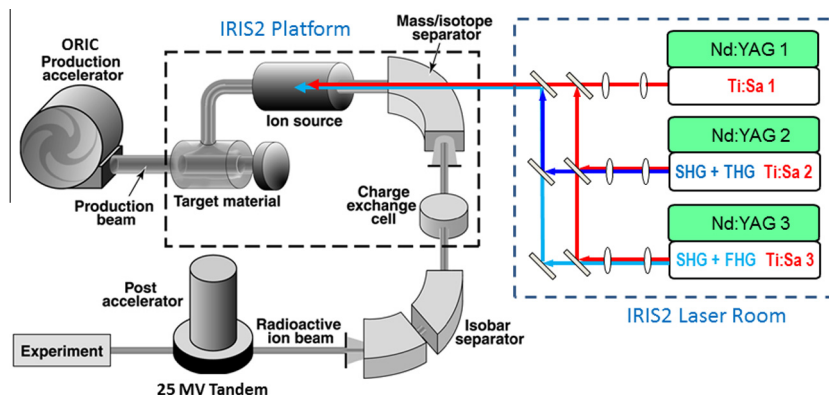 IRIS2 Platform
ORIC
Production
accelerator
Mass/isotope
separator
Ion source
Production
beam
Target material
Charge
exchange
cell
Nd:YAG 1
Ti:Sa 1
Nd:YAG 2
SHG + THG Ti:Sa 2
Nd:YAG 3
SHG + FHG Ti:Sa 3
IRIS2 Laser Room
Post
accelerator
Radioactive
ion beam
Isobar
separator
Experiment
25 MV Tandem